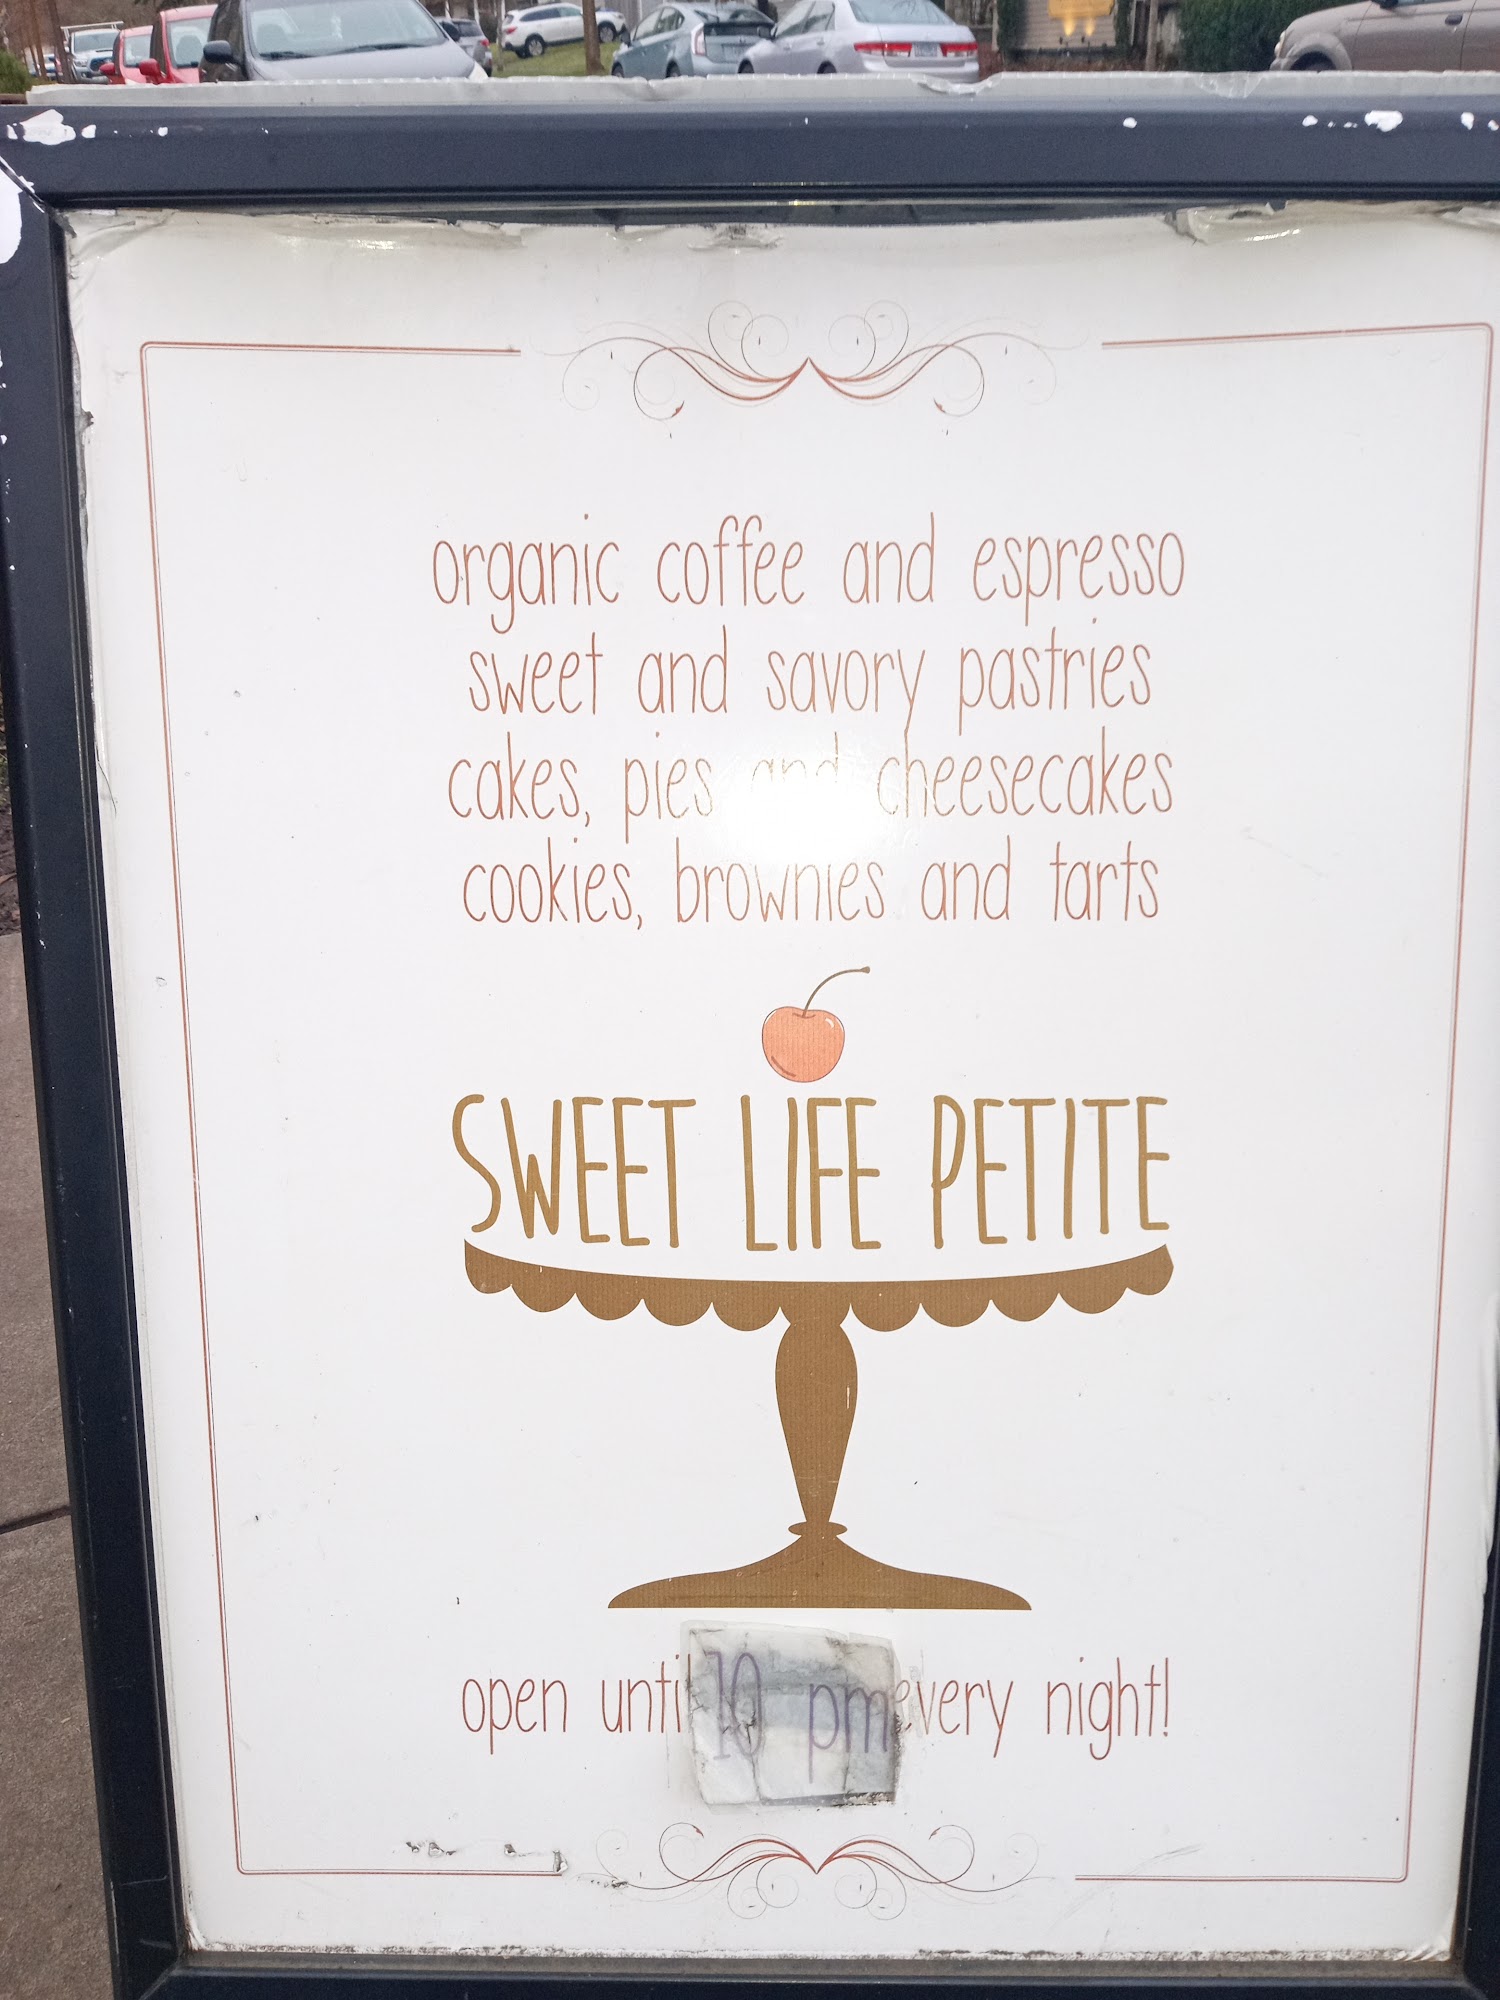 organic coffee and espresso
sweet and savory pastries
cakes, pies and cheesecakes
cookies, brownies and tarts
SWEET LIFE PETITE
open until 10 pm every night!